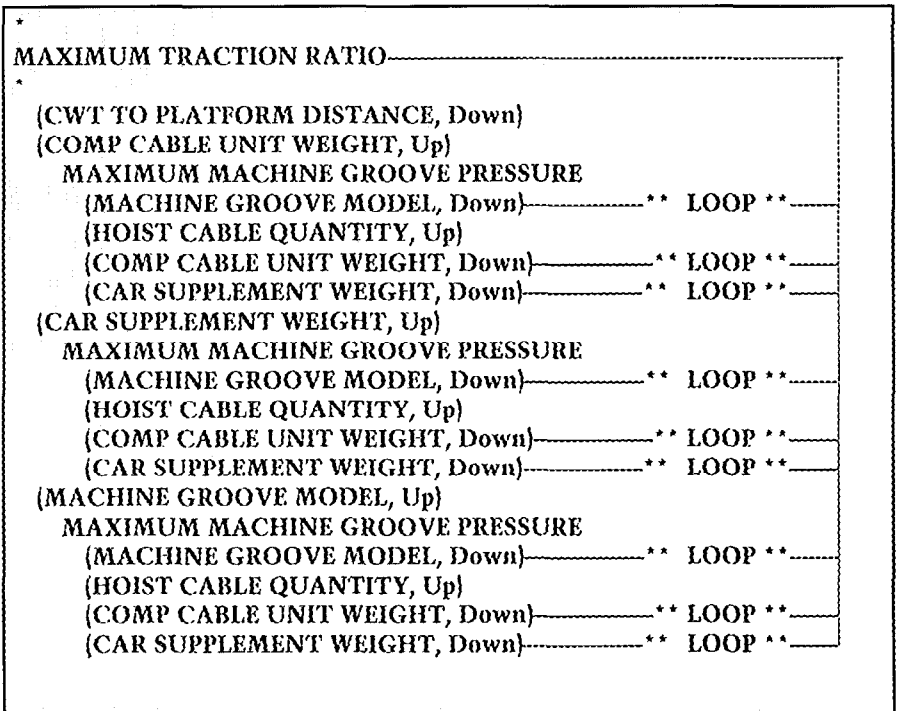 *
MAXIMUM TRACTION RATIO
*
(CWT TO PLATFORM DISTANCE, Down)
(COMP CABLE UNIT WEIGHT, Up)
MAXIMUM MACHINE GROOVE PRESSURE
(MACHINE GROOVE MODEL, Down) ** LOOP **
(HOIST CABLE QUANTITY, Up)
(COMP CABLE UNIT WEIGHT, Down) ** LOOP **
(CAR SUPPLEMENT WEIGHT, Down) ** LOOP **
(CAR SUPPLEMENT WEIGHT, Up)
MAXIMUM MACHINE GROOVE PRESSURE
(MACHINE GROOVE MODEL, Down) ** LOOP **
(HOIST CABLE QUANTITY, Up)
(COMP CABLE UNIT WEIGHT, Down) ** LOOP **
(CAR SUPPLEMENT WEIGHT, Down) ** LOOP **
(MACHINE GROOVE MODEL, Up)
MAXIMUM MACHINE GROOVE PRESSURE
(MACHINE GROOVE MODEL, Down) ** LOOP **
(HOIST CABLE QUANTITY, Up)
(COMP CABLE UNIT WEIGHT, Down) ** LOOP **
(CAR SUPPLEMENT WEIGHT, Down) ** LOOP **